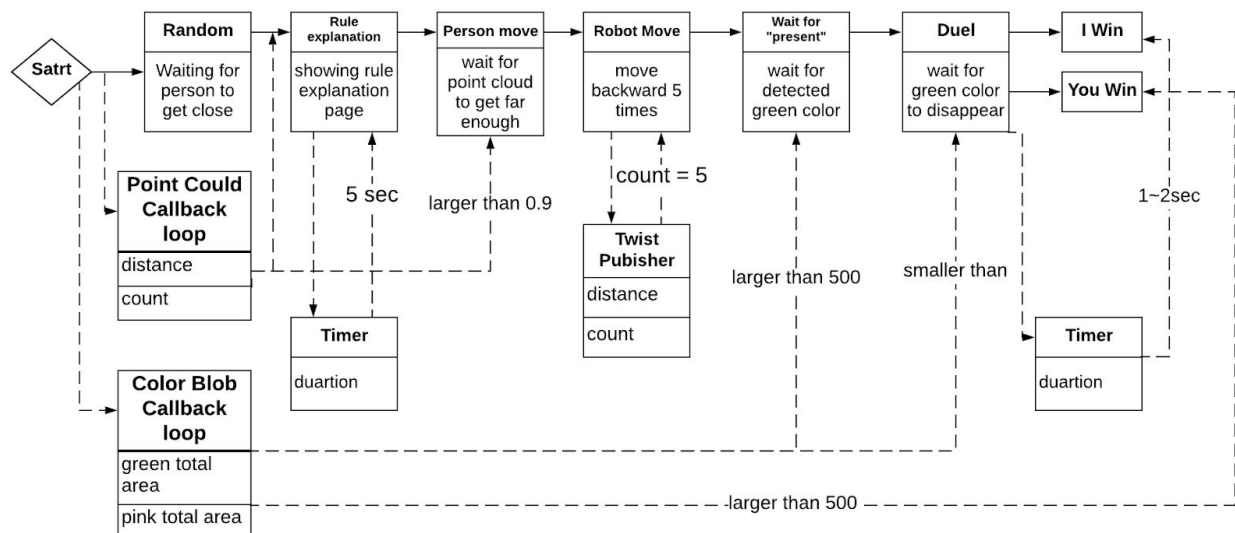 Satrt
Random
Waiting for
person to
get close
Rule
explanation
showing rule
explanation
page
Person move
wait for
point cloud
to get far
enough
Robot Move
move
backward 5
times
Wait for
"present"
wait for
detected
green color
Duel
wait for
green color
to disappear
I Win
You Win
Point Could
Callback
loop
distance
count
5 sec
larger than 0.9
count = 5
1~2sec
Twist
Pubisher
distance
count
larger than 500
smaller than
Timer
duartion
Timer
duartion
Color Blob
Callback
loop
green total
area
pink total area
larger than 500